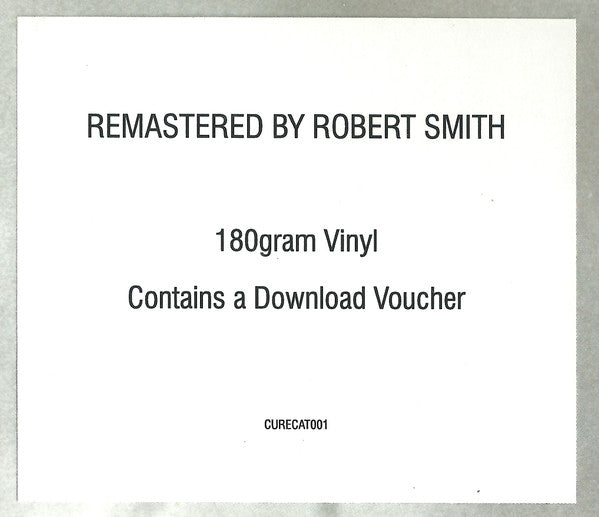 REMASTERED BY ROBERT SMITH
180gram Vinyl
Contains a Download Voucher
CURECAT001